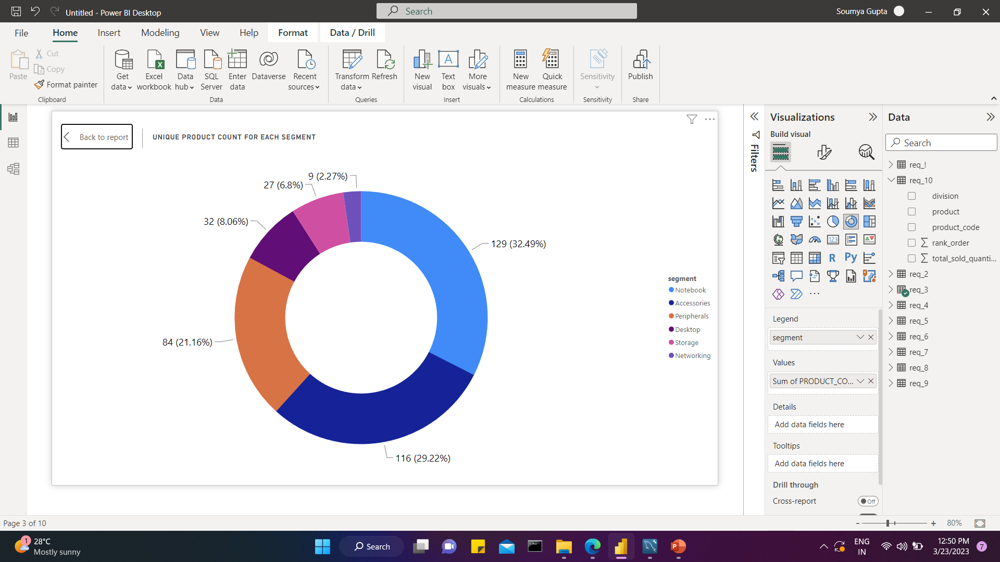 Untitled - Power BI Desktop
Search
Soumya Gupta
File
Home
Insert
Modeling
View
Help
Format
Data / Drill
Paste
Cut
Copy
Format painter
Clipboard
Get data
Excel workbook
Data hub
SQL Server
Enter data
Dataverse
Recent sources
Data
Transform data
Refresh
Queries
New visual
Text box
More visuals
Insert
New measure
Quick measure
Calculations
Sensitivity
Sensitivity
Publish
Share
Back to report
UNIQUE PRODUCT COUNT FOR EACH SEGMENT
9 (2.27%)
27 (6.8%)
32 (8.06%)
129 (32.49%)
84 (21.16%)
116 (29.22%)
segment
Notebook
Accessories
Peripherals
Desktop
Storage
Networking
Filters
Visualizations
Build visual
123
R
Py
Legend
segment
Values
Sum of PRODUCT_CO...
Details
Add data fields here
Tooltips
Add data fields here
Drill through
Cross-report
Off
Data
Search
req_!
req_10
division
product
product_code
rank_order
total_sold_quanti...
req_2
req_3
req_4
req_5
req_6
req_7
req_8
req_9
Page 3 of 10
80%
1
28°C
Mostly sunny
Search
ENG
IN
12:50 PM
3/23/2023
7